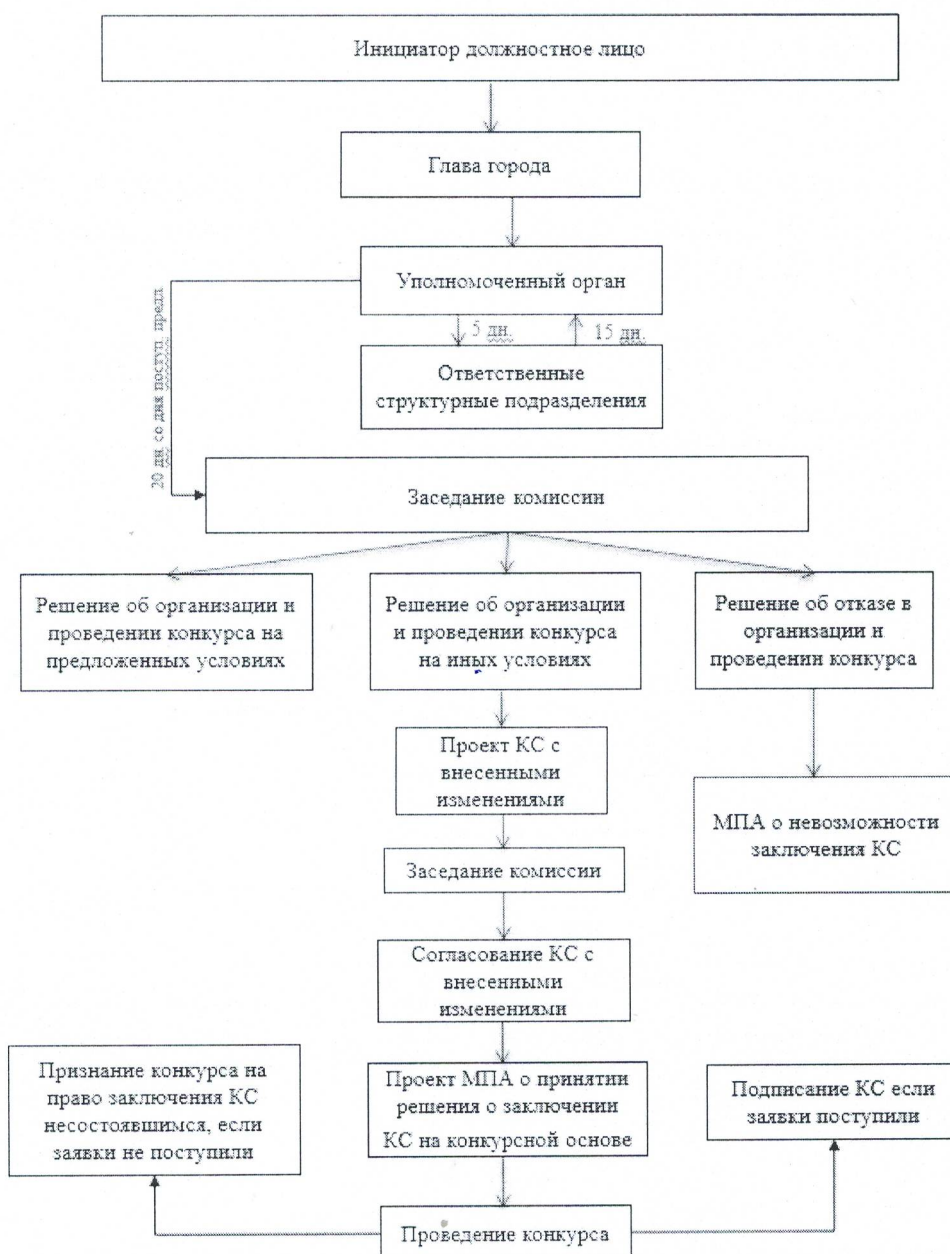 Инициатор должностное лицо
Глава города
Уполномоченный орган
5 дн.
15 дн.
20 дн. со дня поступ. предл.
Ответственные
структурные подразделения
Заседание комиссии
Решение об организации и
проведении конкурса на
предложенных условиях
Решение об организации
и проведении конкурса
на иных условиях
Решение об отказе в
организации и
проведении конкурса
Проект КС с
внесенными
изменениями
МПА о невозможности
заключения КС
Заседание комиссии
Согласование КС с
внесенными
изменениями
Признание конкурса на
право заключения КС
несостоявшимся, если
заявки не поступили
Проект МПА о принятии
решения о заключении
КС на конкурсной основе
Подписание КС если
заявки поступили
Проведение конкурса